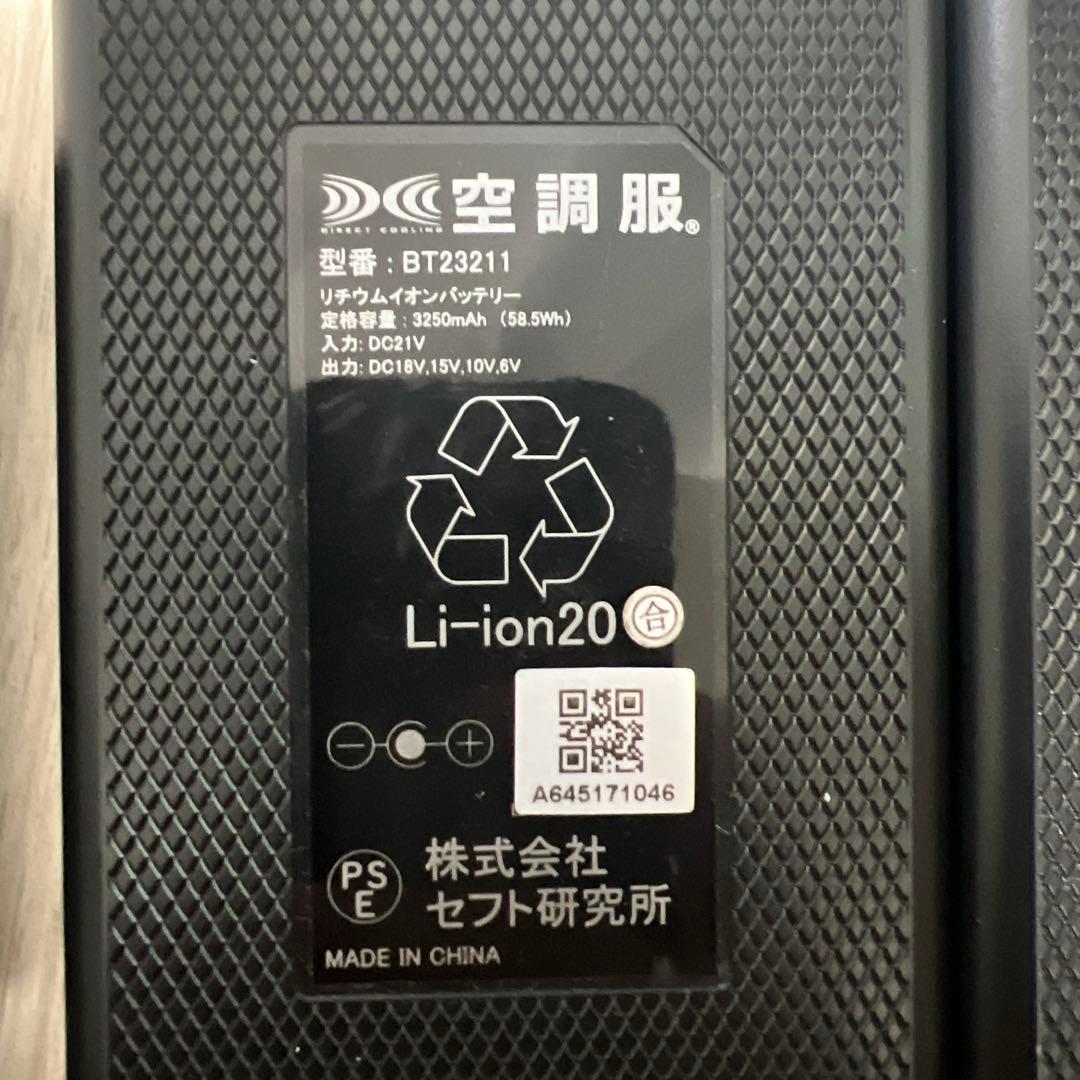 空調服®
DIRECT COOLING
型番 : BT23211
リチウムイオンバッテリー
定格容量 : 3250mAh (58.5Wh)
入力: DC21V
出力: DC18V,15V,10V,6V
Li-ion20
合
A645171046
PS
E
株式会社
セフト研究所
MADE IN CHINA